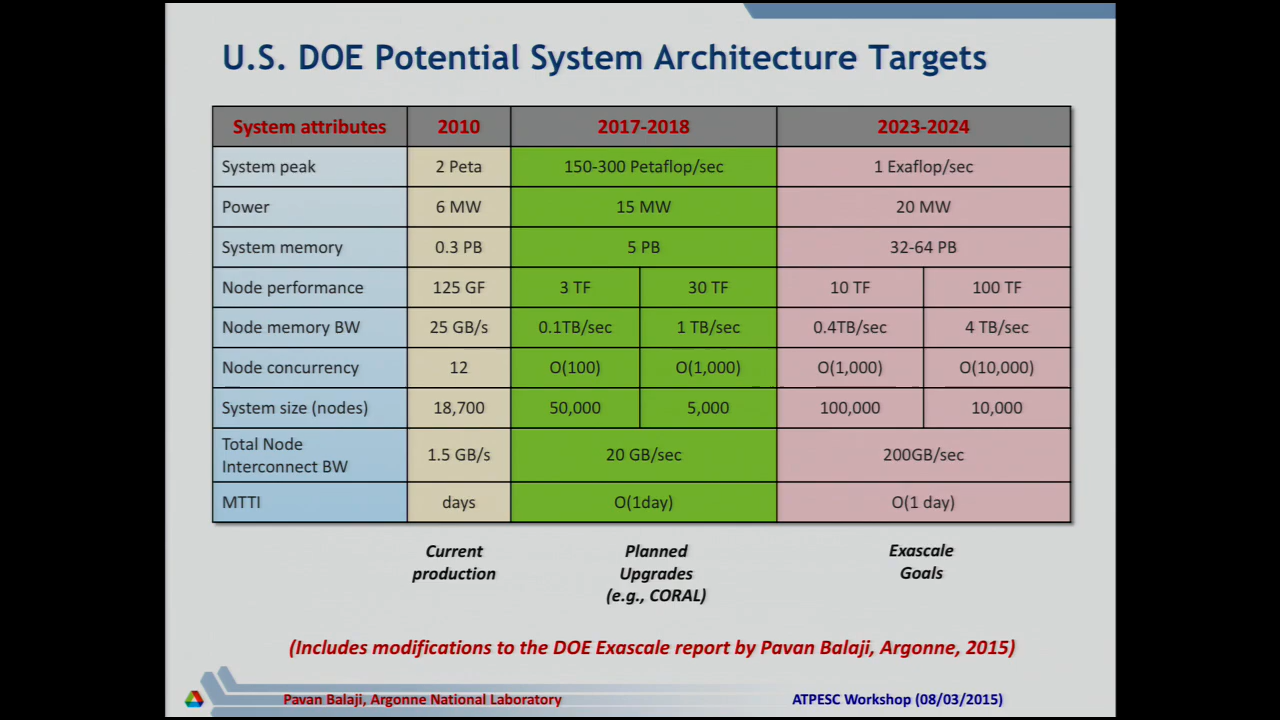 U.S. DOE Potential System Architecture Targets
System attributes 2010 2017-2018 2023-2024
System peak 2 Peta 150-300 Petaflop/sec 1 Exaflop/sec
Power 6 MW 15 MW 20 MW
System memory 0.3 PB 5 PB 32-64 PB
Node performance 125 GF 3 TF 30 TF 10 TF 100 TF
Node memory BW 25 GB/s 0.1TB/sec 1 TB/sec 0.4TB/sec 4 TB/sec
Node concurrency 12 O(100) O(1,000) O(1,000) O(10,000)
System size (nodes) 18,700 50,000 5,000 100,000 10,000
Total Node
Interconnect BW 1.5 GB/s 20 GB/sec 200GB/sec
MTTI days O(1day) O(1 day)
Current
production
Planned
Upgrades
(e.g., CORAL)
Exascale
Goals
(Includes modifications to the DOE Exascale report by Pavan Balaji, Argonne, 2015)
Pavan Balaji, Argonne National Laboratory
ATPESC Workshop (08/03/2015)